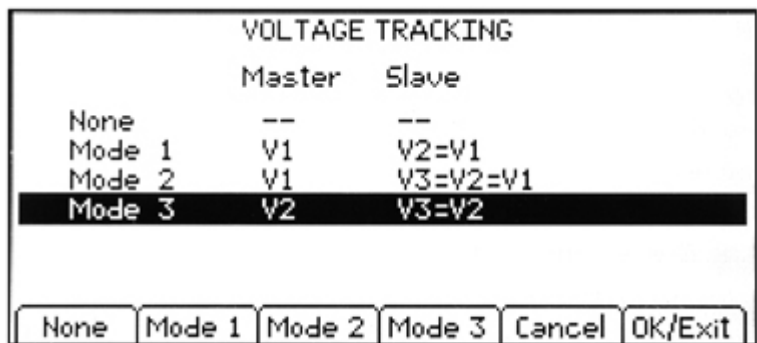 VOLTAGE TRACKING
Master Slave
None -- --
Mode 1 V1 V2=V1
Mode 2 V1 V3=V2=V1
Mode 3 V2 V3=V2
None Mode 1 Mode 2 Mode 3 Cancel OK/Exit